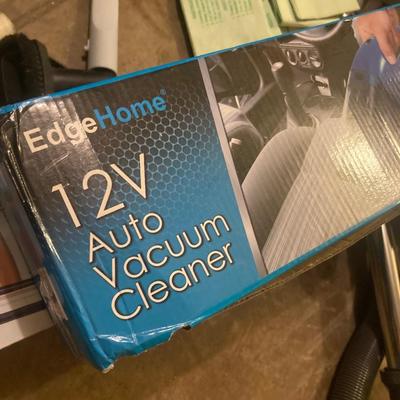 EdgeHome®
12V
Auto
Vacuum
Cleaner